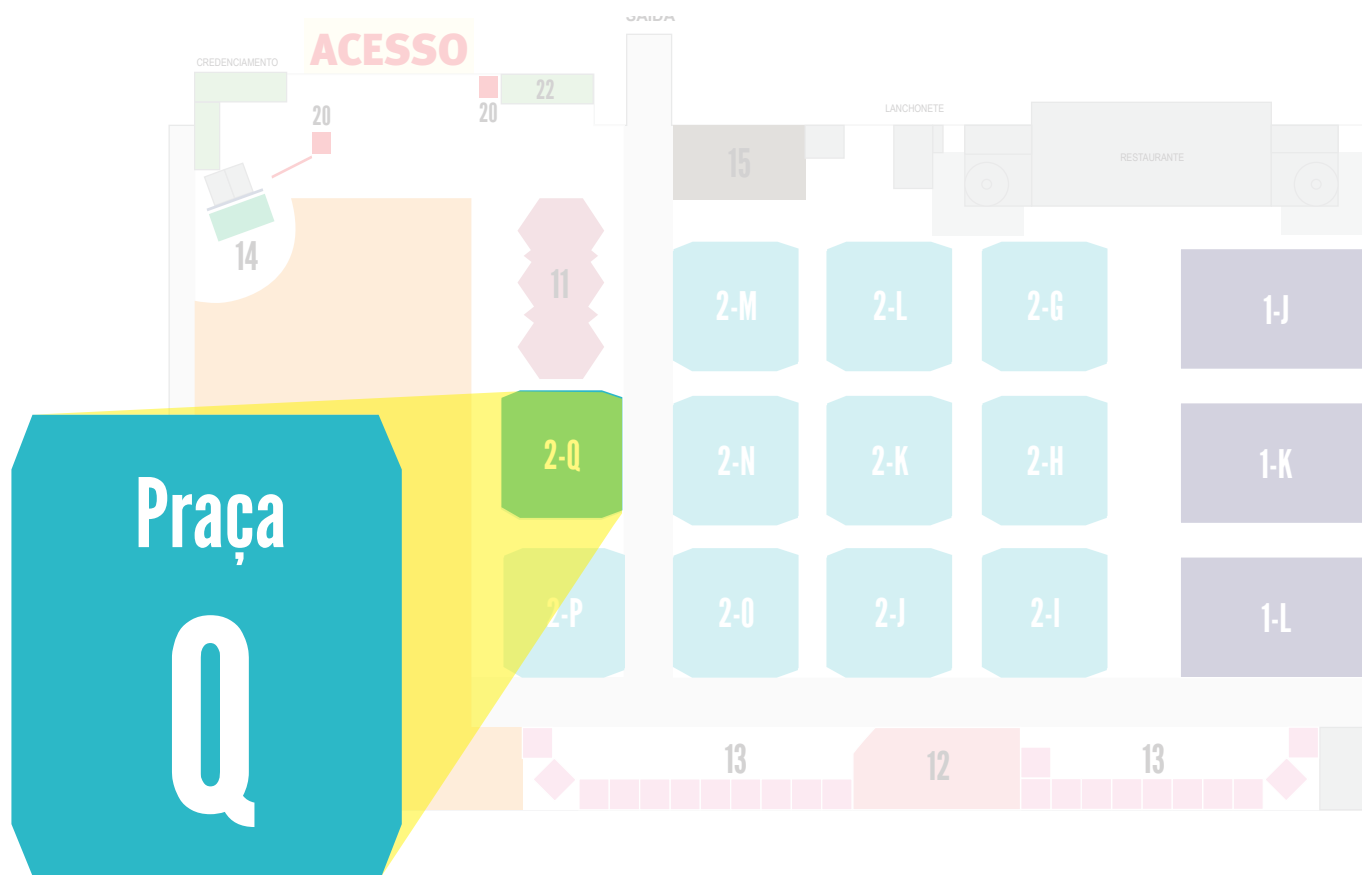 SAÍDA
ACESSO
CREDENCIAMENTO
20
20
22
14
11
15
LANCHONETE
RESTAURANTE
2-M
2-L
2-G
1-J
2-Q
2-N
2-K
2-H
1-K
2-P
2-O
2-J
2-I
1-L
13
12
13
Praça
Q